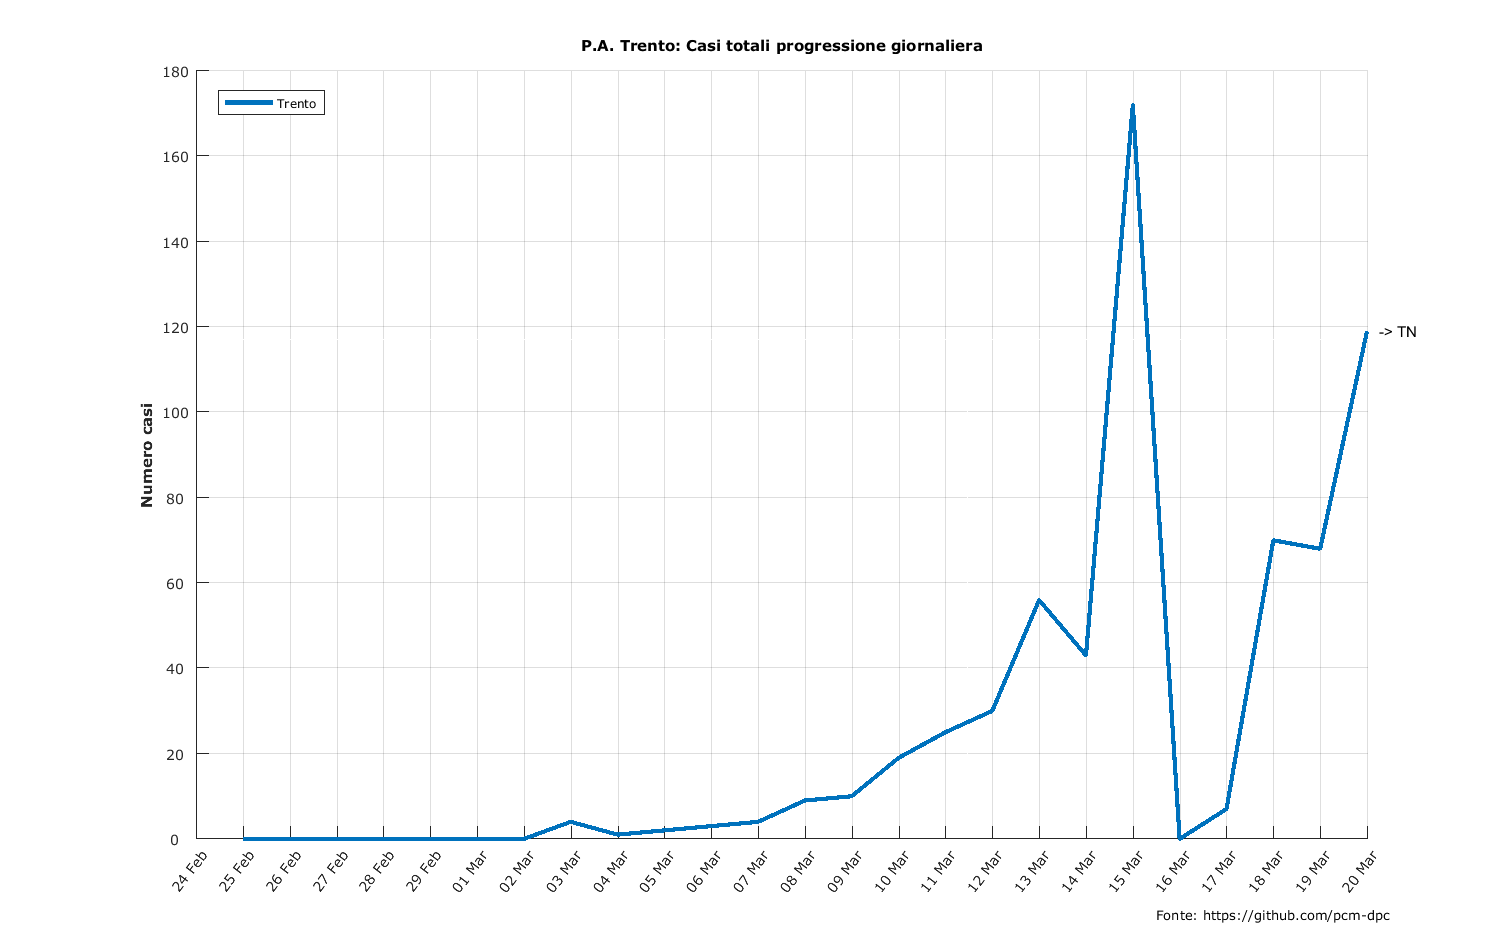 P.A. Trento: Casi totali progressione giornaliera
Trento
Numero casi
180
160
140
120
100
80
60
40
20
0
-> TN
24 Feb
25 Feb
26 Feb
27 Feb
28 Feb
29 Feb
01 Mar
02 Mar
03 Mar
04 Mar
05 Mar
06 Mar
07 Mar
08 Mar
09 Mar
10 Mar
11 Mar
12 Mar
13 Mar
14 Mar
15 Mar
16 Mar
17 Mar
18 Mar
19 Mar
20 Mar
Fonte: https://github.com/pcm-dpc